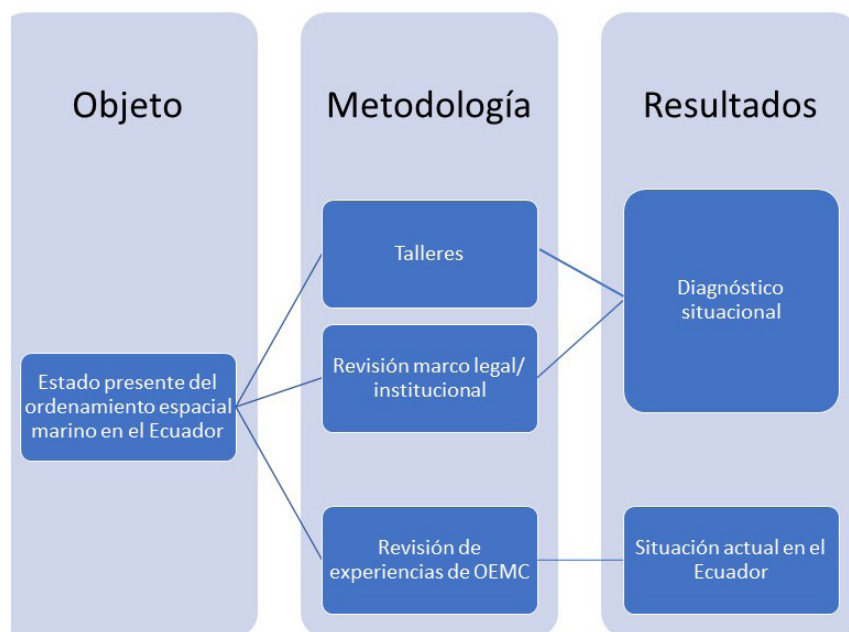 Objeto
Metodología
Resultados
Talleres
Diagnóstico
situacional
Revisión marco legal/
institucional
Estado presente del
ordenamiento espacial
marino en el Ecuador
Revisión de
experiencias de OEMC
Situación actual en el
Ecuador